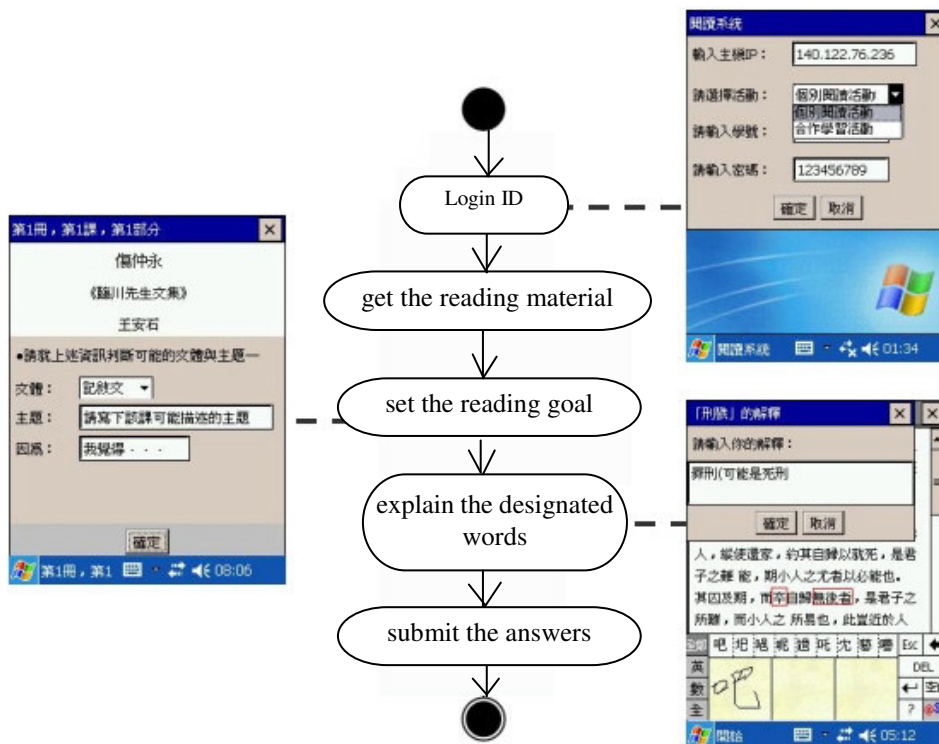 閱讀系統
輸入主機IP：
140.122.76.236
請選擇活動：
個別閱讀活動
個別閱讀活動
合作學習活動
請輸入學號：
請輸入密碼：
123456789
確定 取消
閱讀系統
01:34
Login ID
get the reading material
set the reading goal
explain the designated
words
submit the answers
第1冊，第1課，第1部分
傷仲永
《臨川先生文集》
王安石
●請就上述資訊判斷可能的文體與主題一
文體：
記敘文
主題：
請寫下該課可能描述的主題
因為：
我覺得．．．
確定
第1冊，第1
08:06
的解釋
請輸入你的解釋：
罪刑(可能是死刑
確定 取消
人，縱使還家，約其自歸以就死，是君
子之難 能，期小人之尤者以必能也。
其囚及期，而卒自歸無後者，是君子之
所難，而小人之 所易也，此豈近於人
吧
Esc
英
DEL
數
吧
空
全
?
開始
05:12